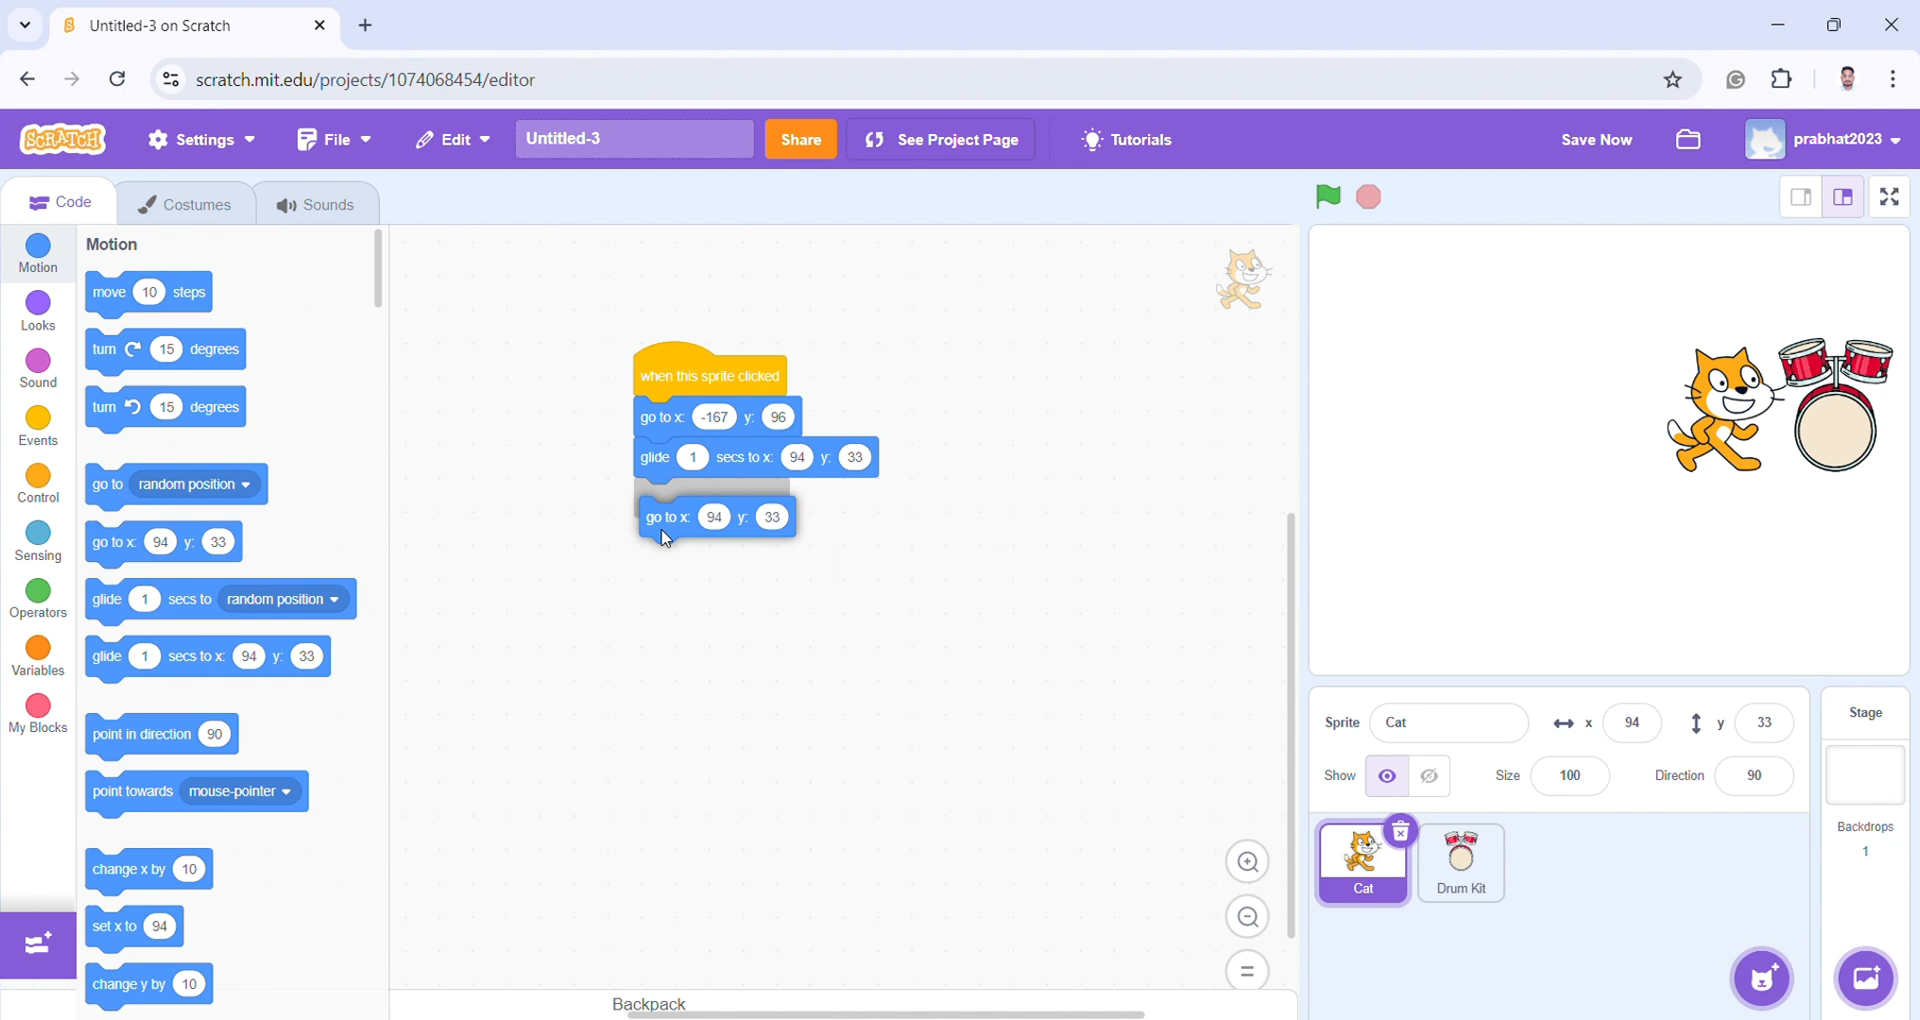 Untitled-3 on Scratch
scratch.mit.edu/projects/1074068454/editor
SCRATCH Settings File Edit Untitled-3 Share See Project Page Tutorials Save Now prabhat2023
Code Costumes Sounds
Motion
Looks
Sound
Events
Control
Sensing
Operators
Variables
My Blocks
Motion
move 10 steps
turn 15 degrees
turn 15 degrees
go to random position
go to x: 94 y: 33
glide 1 secs to random position
glide 1 secs to x: 94 y: 33
point in direction 90
point towards mouse-pointer
change x by 10
set x to 94
change y by 10
when this sprite clicked
go to x: -167 y: 96
glide 1 secs to x: 94 y: 33
go to x: 94 y: 33
Backpack
Sprite Cat x 94 y 33
Show Size 100 Direction 90
Cat
Drum Kit
Stage
Backdrops
1